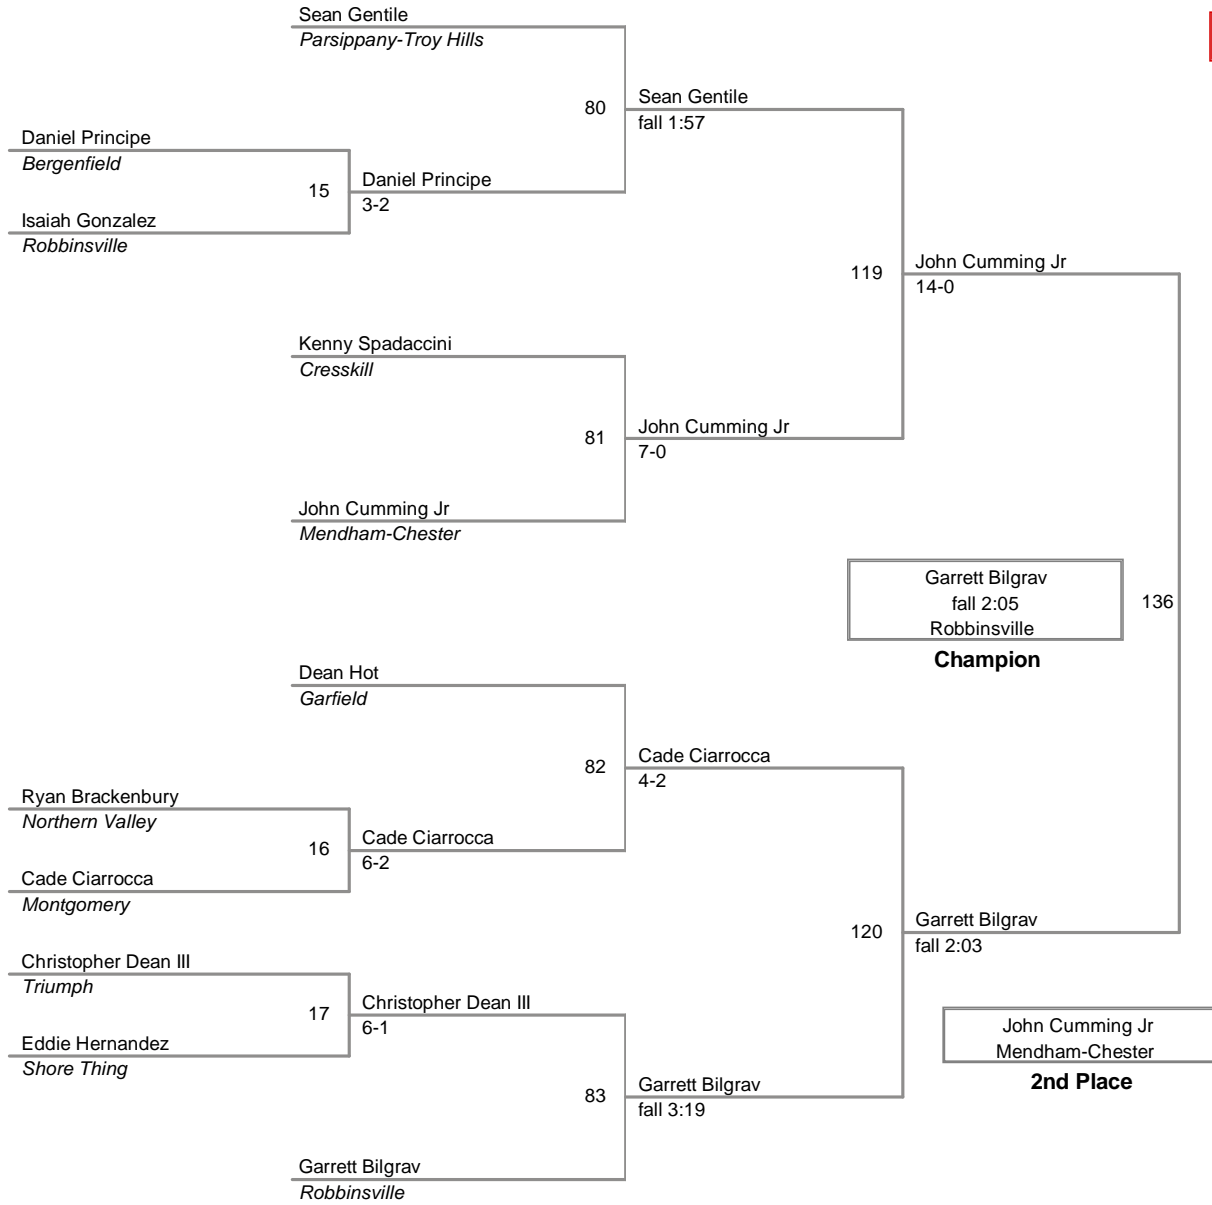 Sean Gentile
Parsippany-Troy Hills
80
Sean Gentile
fall 1:57
Daniel Principe
Bergenfield
15
Daniel Principe
3-2
Isaiah Gonzalez
Robbinsville
119
John Cumming Jr
14-0
Kenny Spadaccini
Cresskill
81
John Cumming Jr
7-0
John Cumming Jr
Mendham-Chester
Garrett Bilgrav
fall 2:05
Robbinsville
136
Champion
Dean Hot
Garfield
82
Cade Ciarrocca
4-2
Ryan Brackenbury
Northern Valley
16
Cade Ciarrocca
6-2
Cade Ciarrocca
Montgomery
120
Garrett Bilgrav
fall 2:03
Christopher Dean III
Triumph
17
Christopher Dean III
6-1
Eddie Hernandez
Shore Thing
John Cumming Jr
Mendham-Chester
2nd Place
83
Garrett Bilgrav
fall 3:19
Garrett Bilgrav
Robbinsville